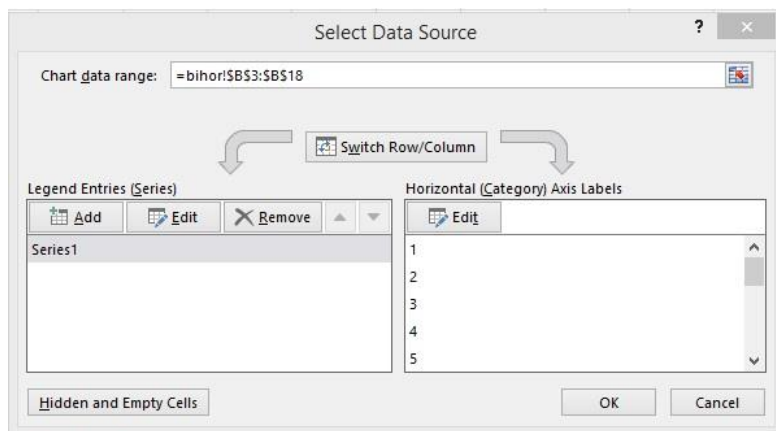 Select Data Source ?
Chart data range: =bihor!$B$3:$B$18
Switch Row/Column
Legend Entries (Series)
Add Edit Remove
Series1
Horizontal (Category) Axis Labels
Edit
1
2
3
4
5
Hidden and Empty Cells OK Cancel